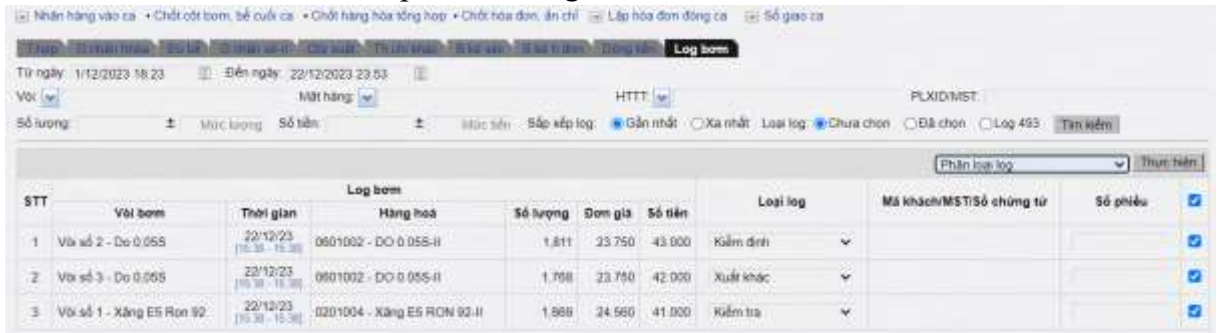 Nhân hàng vào ca • Chốt cột bơm, bể cuối ca • Chốt hàng hóa tổng hợp • Chốt hóa đơn, ấn chỉ Lập hóa đơn đóng ca Sổ giao ca
Log bơm
Từ ngày: 1/12/2023 18:23 Đến ngày: 22/12/2023 23:53
Vòi: Mặt hàng: HTTT: PLXID/MST:
Số lượng: ± Mức lượng Số tiền: ± Mức tiền Sắp xếp log: Gần nhất Xa nhất Loại log: Chưa chọn Đã chọn Log 493 Tìm kiếm
Phân loại log Thực hiện
STT Log bơm Loại log Mã khách/MST/Số chứng từ Số phiếu
Vòi bơm Thời gian Hàng hoá Số lượng Đơn giá Số tiền
1 Vòi số 2 - Do 0,05S 22/12/23 0601002 - DO 0.05S-II 1,811 23.750 43.000 Kiểm định
2 Vòi số 3 - Do 0,05S 22/12/23 0601002 - DO 0.05S-II 1,768 23.750 42.000 Xuất khác
3 Vòi số 1 - Xăng E5 Ron 92 22/12/23 0201004 - Xăng E5 RON 92-II 24.560 41.000 Kiểm tra